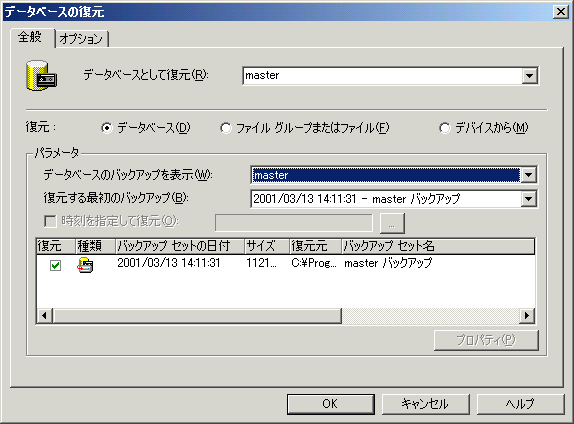 データベースの復元
全般 オプション
データベースとして復元(R): master
復元: データベース(D) ファイル グループまたはファイル(F) デバイスから(M)
パラメータ
データベースのバックアップを表示(W): master
復元する最初のバックアップ(B): 2001/03/13 14:11:31 - master バックアップ
時刻を指定して復元(O): ...
復元 種類 バックアップ セットの日付 サイズ 復元元 バックアップ セット名
2001/03/13 14:11:31 1121... C:¥Prog... master バックアップ
プロパティ(P)
OK キャンセル ヘルプ